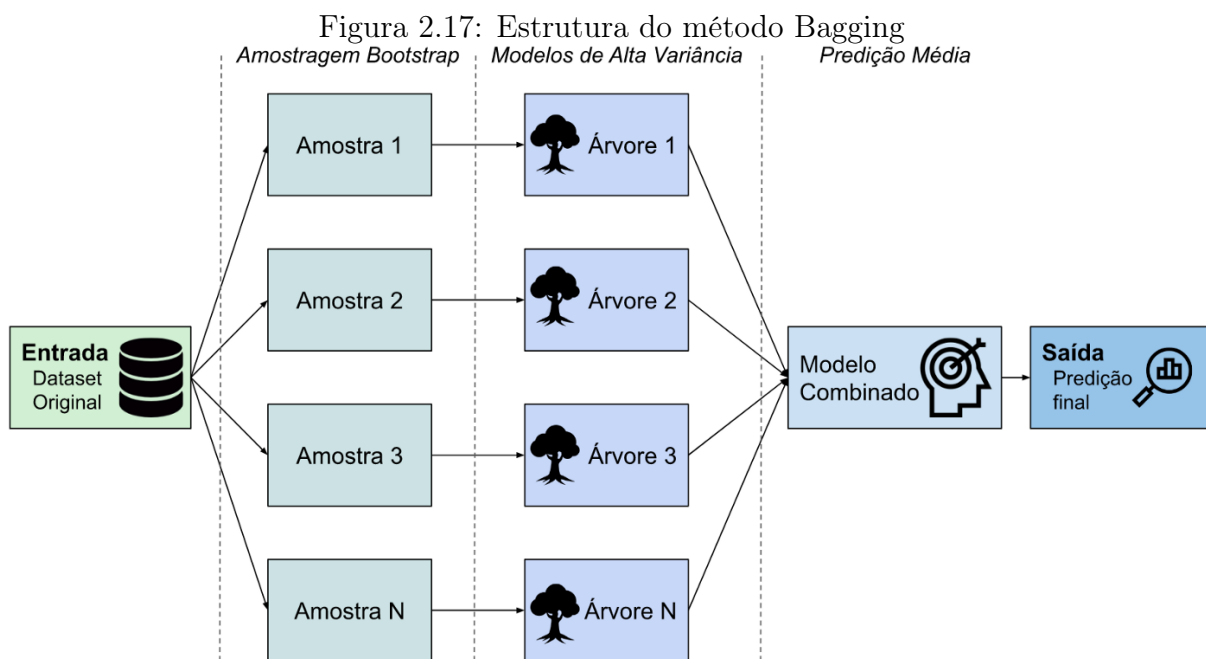 Figura 2.17: Estrutura do método Bagging
Amostragem Bootstrap
Modelos de Alta Variância
Predição Média
Amostra 1
Árvore 1
Amostra 2
Árvore 2
Entrada
Dataset
Original
Modelo
Combinado
Saída
Predição
final
Amostra 3
Árvore 3
Amostra N
Árvore N